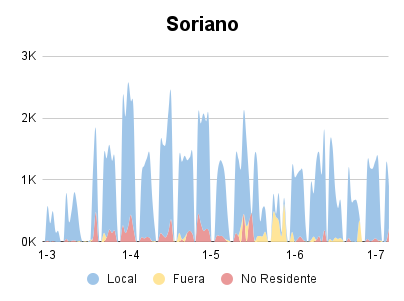 Soriano
3K
2K
1K
0K
1-3 1-4 1-5 1-6 1-7
Local Fuera No Residente